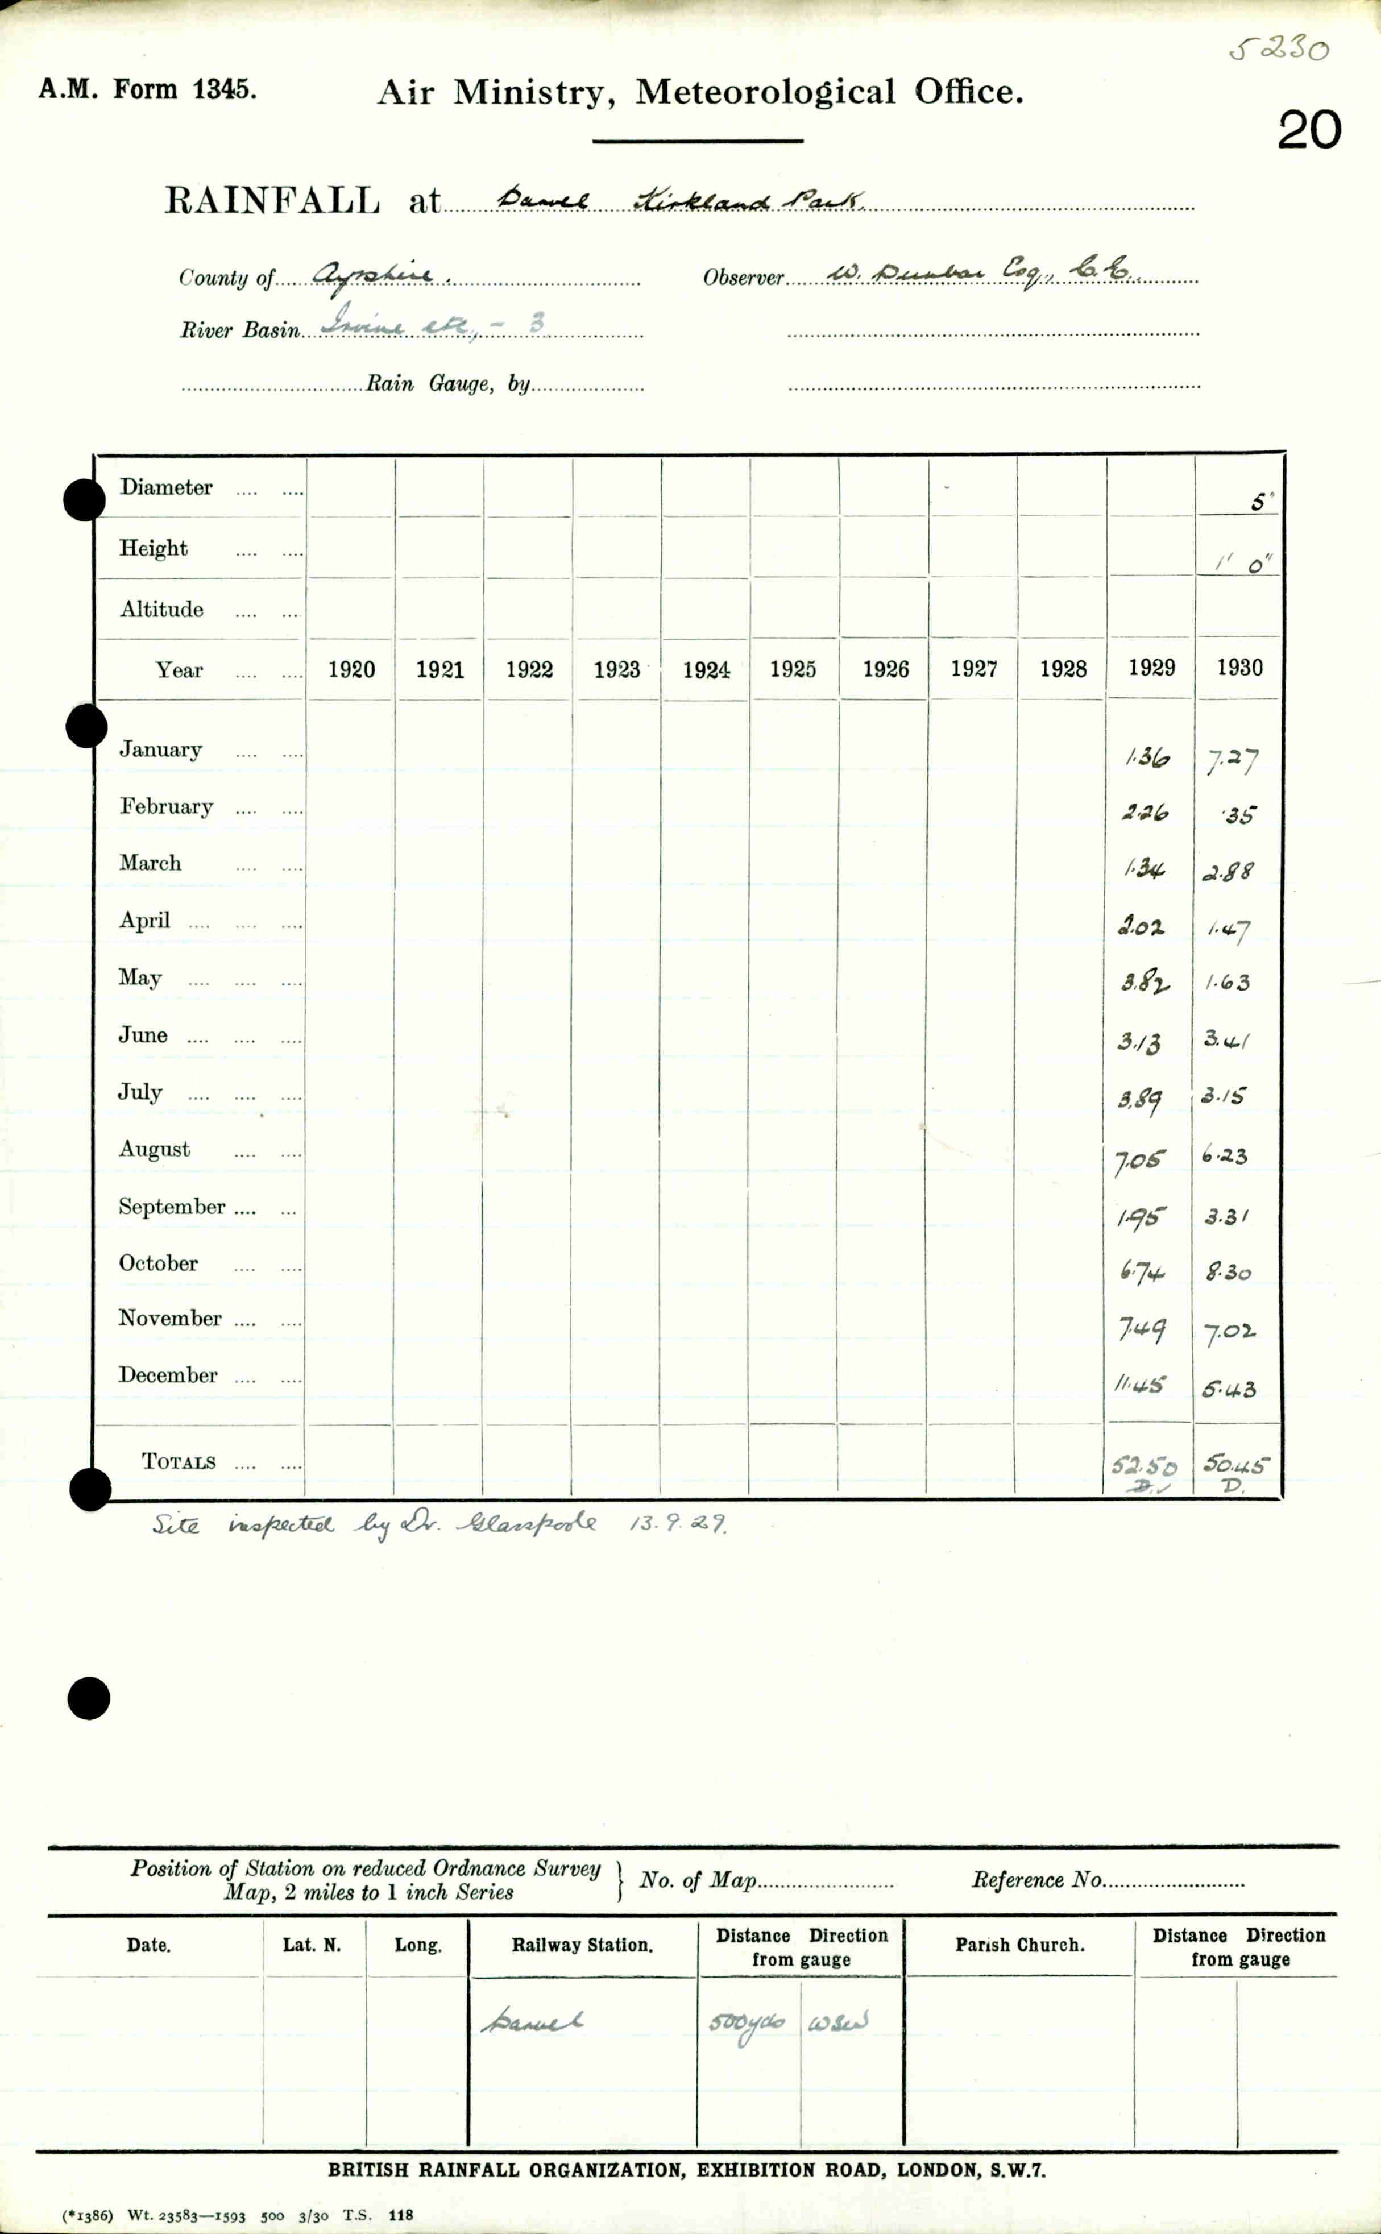 5230
A.M. Form 1345. Air Ministry, Meteorological Office.
20
RAINFALL at Darvel Kirkland Park
County of Ayrshire. Observer W. Dunbar Esq., C.E.
River Basin Irvine etc, - 3
Rain Gauge, by
Diameter 5"
Height 1' 0"
Altitude
Year 1920 1921 1922 1923 1924 1925 1926 1927 1928 1929 1930
January 1.36 7.27
February 2.26 .35
March 1.34 2.88
April 2.02 1.47
May 3.82 1.63
June 3.13 3.41
July 3.89 3.15
August 7.05 6.23
September 1.95 3.31
October 6.74 8.30
November 7.49 7.02
December 11.45 5.43
TOTALS 52.50 50.45
D.✓ D.
Site inspected by Dr. Glasspoole 13.9.29.
Position of Station on reduced Ordnance Survey
Map, 2 miles to 1 inch Series } No. of Map Reference No.
Date. Lat. N. Long. Railway Station. Distance Direction from gauge Parish Church. Distance Direction from gauge
Darvel 500yds WSW
BRITISH RAINFALL ORGANIZATION, EXHIBITION ROAD, LONDON, S.W.7.
(*1386) Wt. 23583—1593 500 3/30 T.S. 118